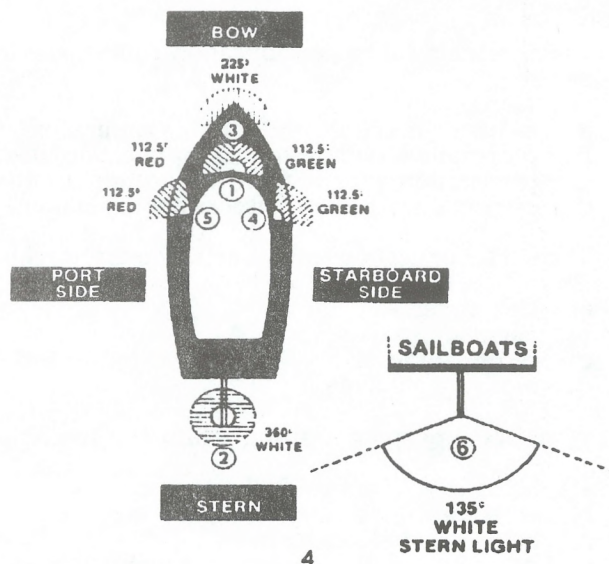 BOW
225°
WHITE
3
112.5°
RED
112.5°
GREEN
1
112.5°
RED
112.5°
GREEN
5
4
PORT
SIDE
STARBOARD
SIDE
SAILBOATS
360°
WHITE
2
6
STERN
135°
WHITE
STERN LIGHT
4